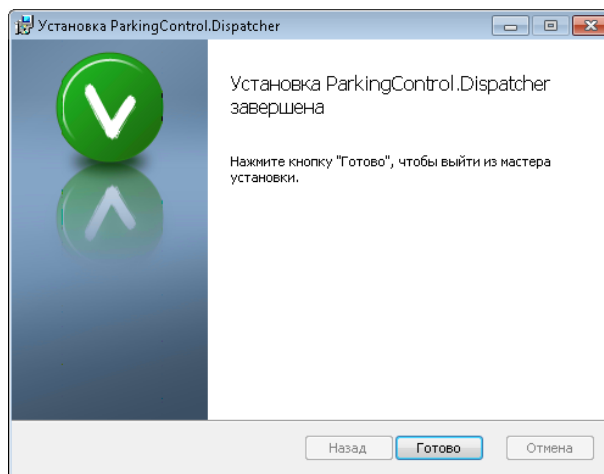 Установка ParkingControl.Dispatcher
Установка ParkingControl.Dispatcher
завершена
Нажмите кнопку "Готово", чтобы выйти из мастера
установки.
Назад
Готово
Отмена